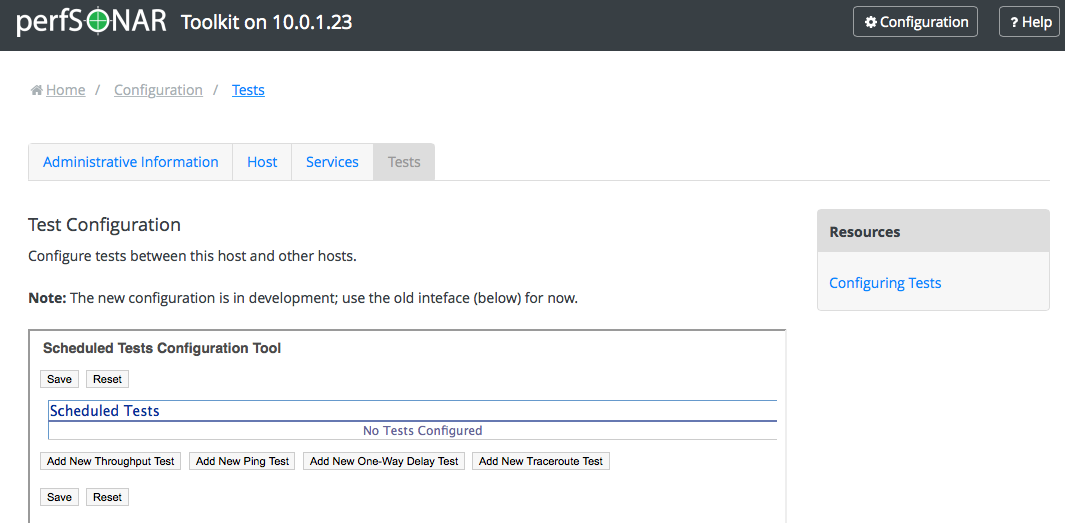 perfSONAR Toolkit on 10.0.1.23 Configuration ? Help
Home / Configuration / Tests
Administrative Information Host Services Tests
Test Configuration
Configure tests between this host and other hosts.
Note: The new configuration is in development; use the old inteface (below) for now.
Resources
Configuring Tests
Scheduled Tests Configuration Tool
Save Reset
Scheduled Tests
No Tests Configured
Add New Throughput Test Add New Ping Test Add New One-Way Delay Test Add New Traceroute Test
Save Reset